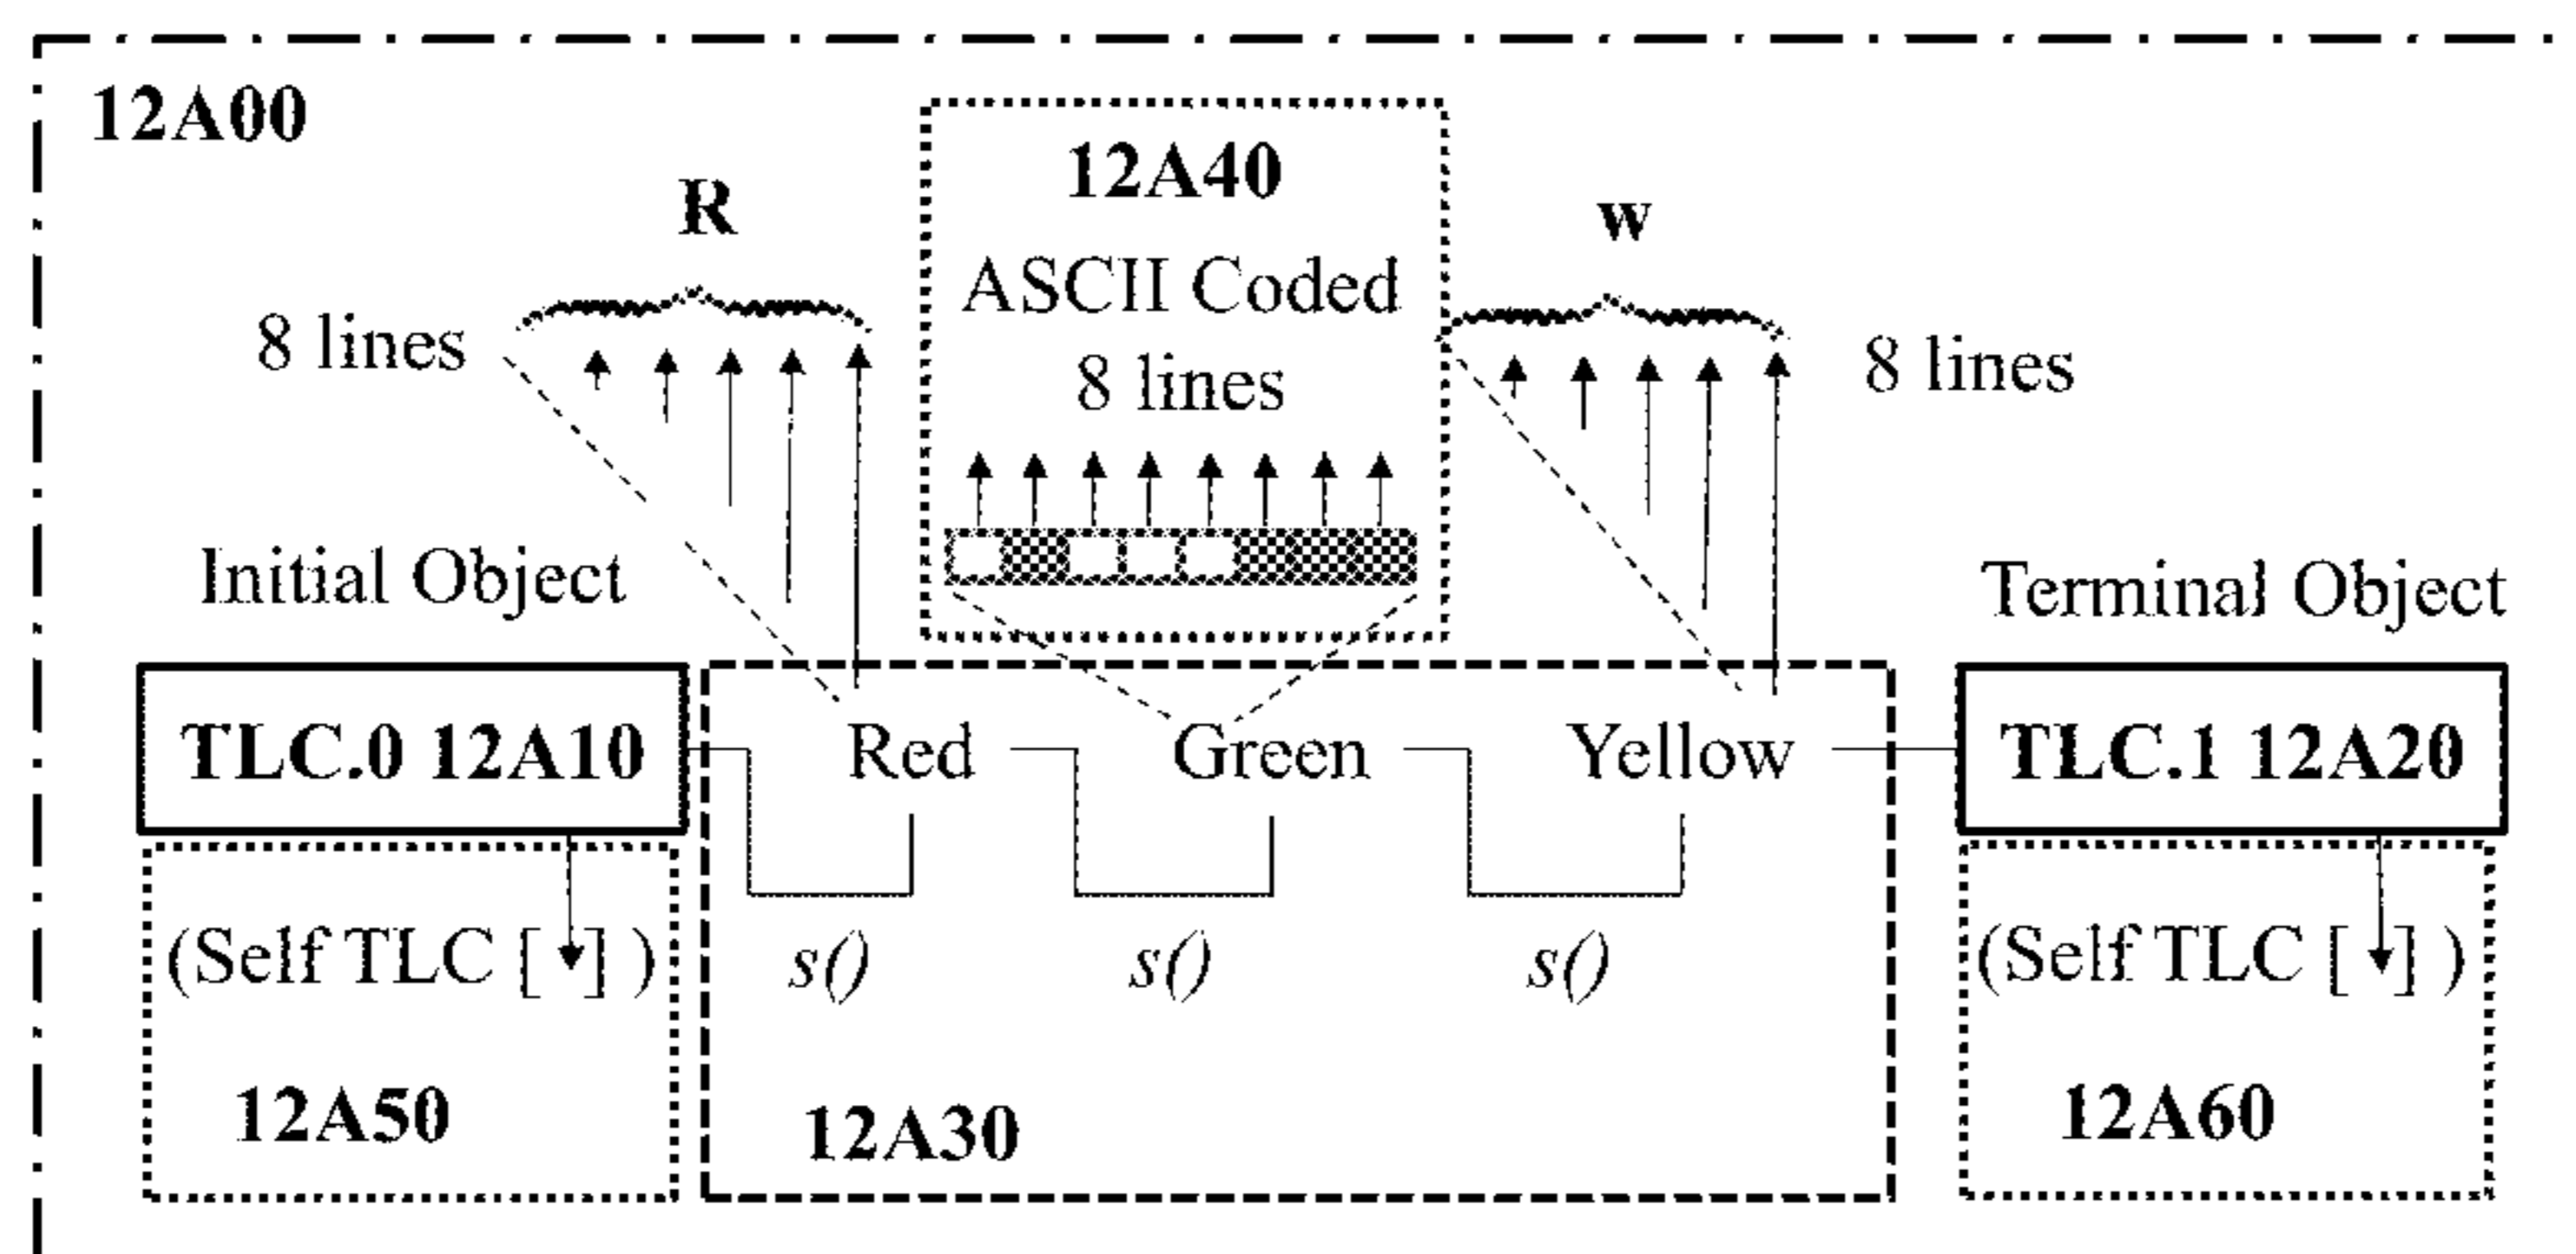 12A00
R
12A40
w
ASCII Coded
8 lines
8 lines
8 lines
Initial Object
Terminal Object
TLC.0 12A10
Red
Green
Yellow
TLC.1 12A20
(Self TLC [ ] )
s()
s()
s()
(Self TLC [ ] )
12A50
12A30
12A60